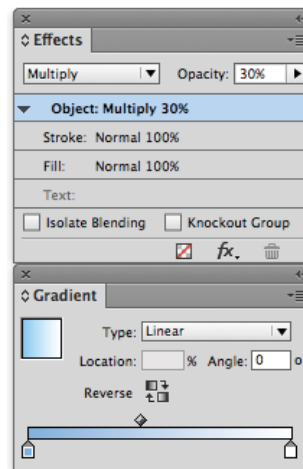 Effects
Multiply Opacity: 30%
Object: Multiply 30%
Stroke: Normal 100%
Fill: Normal 100%
Text:
Isolate Blending Knockout Group
fx.
Gradient
Type: Linear
Location: % Angle: 0 °
Reverse